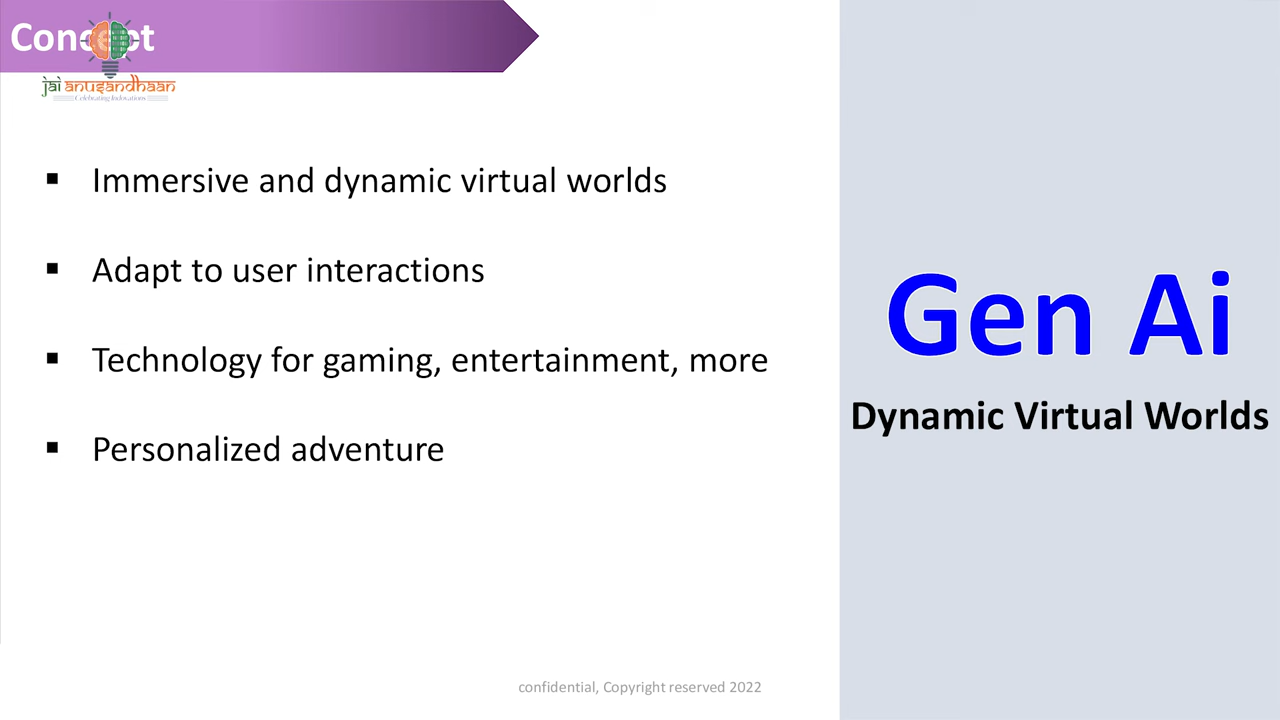 Concept
jai anusandhaan
Celebrating Indovations
Immersive and dynamic virtual worlds
Adapt to user interactions
Technology for gaming, entertainment, more
Personalized adventure
Gen Ai
Dynamic Virtual Worlds
confidential, Copyright reserved 2022